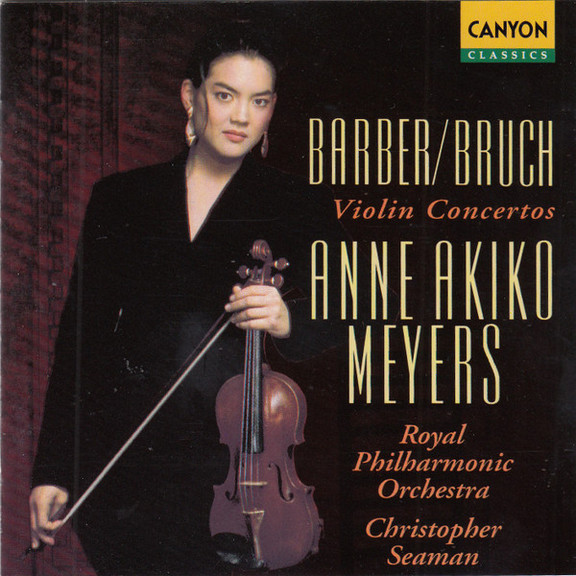 CANYON
CLASSICS
BARBER/BRUCH
Violin Concertos
ANNE AKIKO
MEYERS
Royal
Philharmonic
Orchestra
Christopher
Seaman